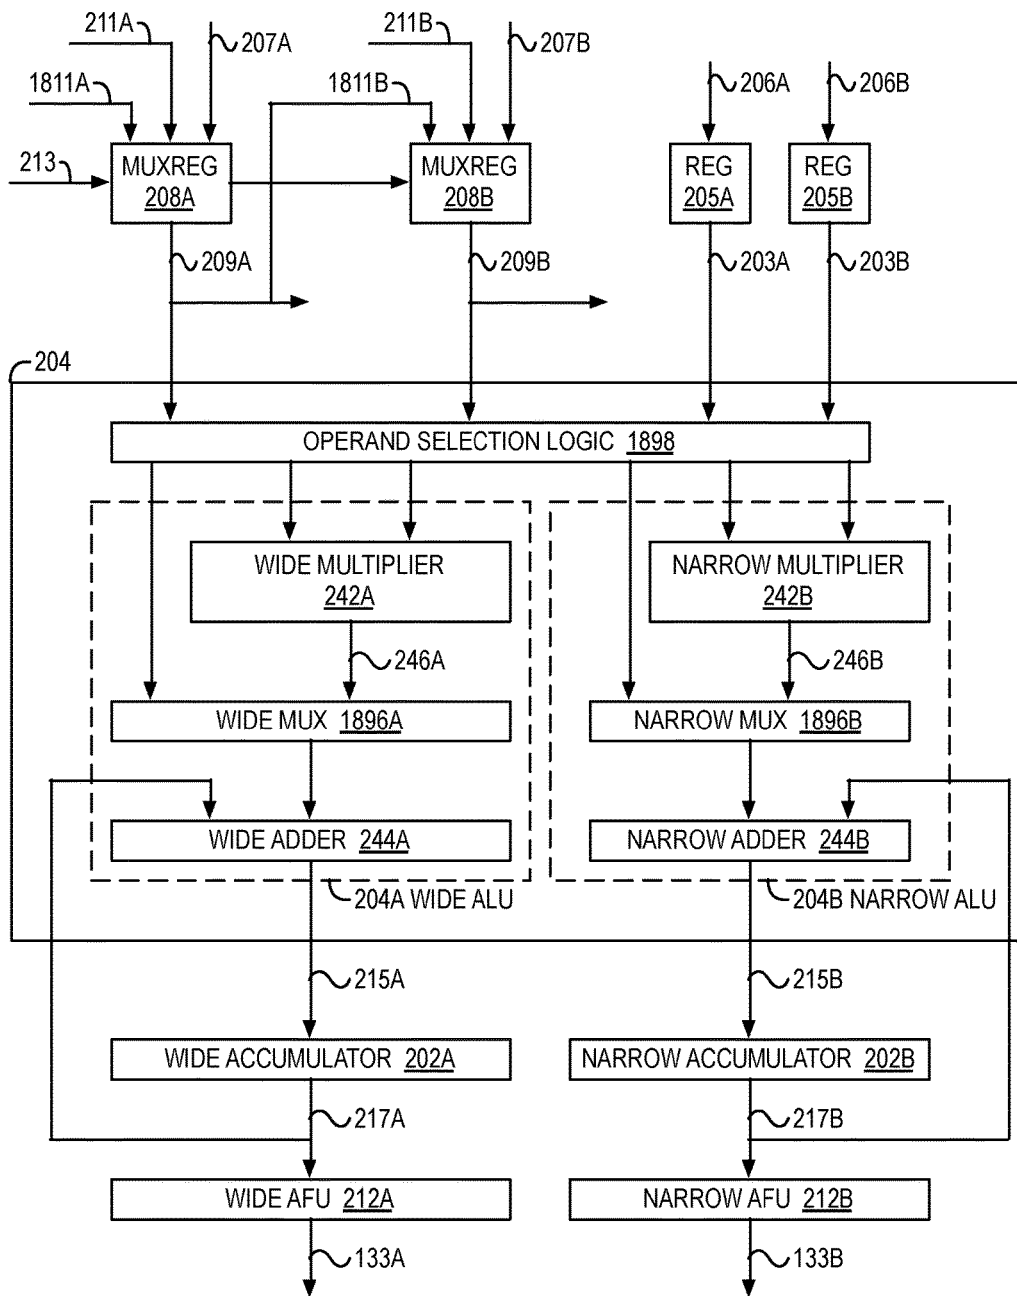 211A
207A
211B
207B
1811A
1811B
206A
206B
213
MUXREG
208A
MUXREG
208B
REG
205A
REG
205B
209A
209B
203A
203B
204
OPERAND SELECTION LOGIC 1898
WIDE MULTIPLIER
242A
NARROW MULTIPLIER
242B
246A
246B
WIDE MUX 1896A
NARROW MUX 1896B
WIDE ADDER 244A
NARROW ADDER 244B
204A WIDE ALU
204B NARROW ALU
215A
215B
WIDE ACCUMULATOR 202A
NARROW ACCUMULATOR 202B
217A
217B
WIDE AFU 212A
NARROW AFU 212B
133A
133B